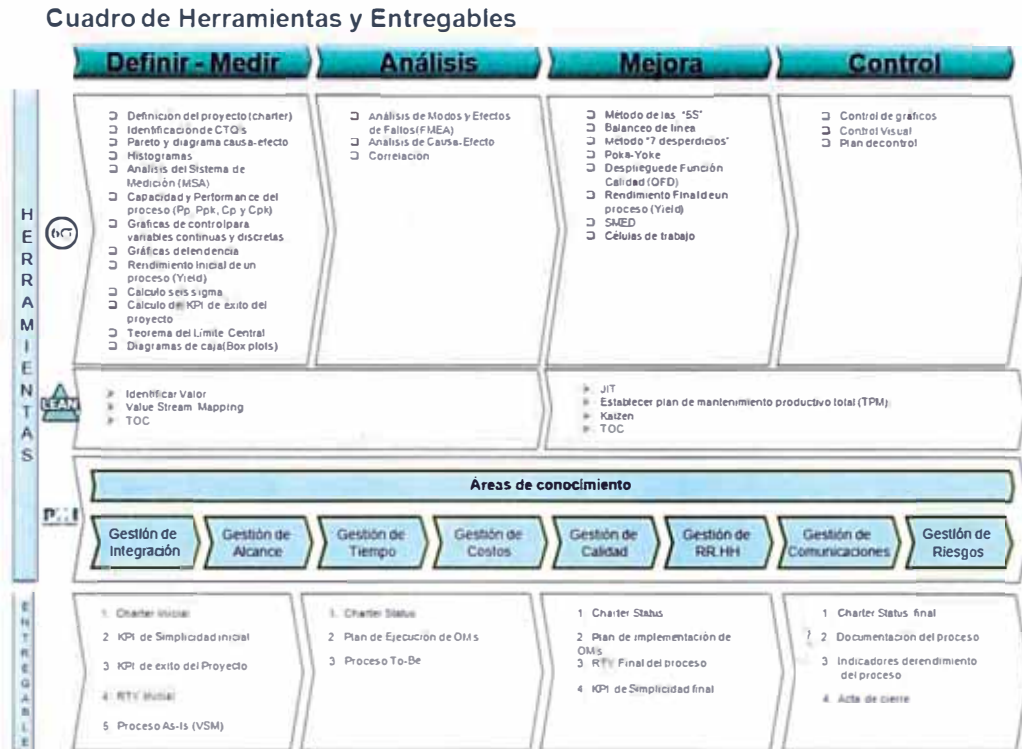 Cuadro de Herramientas y Entregables
Definir - Medir
Análisis
Mejora
Control
HERRAMIENTAS
6σ
Definición del proyecto (charter)
Identificación de CTQ's
Pareto y diagrama causa-efecto
Histogramas
Analisis del Sistema de
Medición (MSA)
Capacidad y Performance del
proceso (Pp, Ppk, Cp y Cpk)
Gráficas de control para
variables continuas y discretas
Gráficas de tendencia
Rendimiento Inicial de un
proceso (Yield)
Calculo seis sigma
Cálculo del KPI de exito del
proyecto
Teorema del Límite Central
Diagramas de caja (Box plots)
Análisis de Modos y Efectos
de Fallos (FMEA)
Analisis de Causa-Efecto
Correlación
Método de las "5S"
Balanceo de linea
Método "7 desperdicios"
Poka-Yoke
Despliegue de Función
Calidad (QFD)
Rendimiento Final de un
proceso (Yield)
SMED
Células de trabajo
Control de gráficos
Control Visual
Plan de control
LEAN
Identificar Valor
Value Stream Mapping
TOC
JIT
Establecer plan de mantenimiento productivo total (TPM)
Kaizen
TOC
PMI
Áreas de conocimiento
Gestión de
Integración
Gestión de
Alcance
Gestión de
Tiempo
Gestión de
Costos
Gestión de
Calidad
Gestión de
RR.HH
Gestión de
Comunicaciones
Gestión de
Riesgos
ENTREGABLE
1. Charter Inicial
2 KPI de Simplicidad inicial
3 KPI de exito del Proyecto
4 RTY Inicial
5 Proceso As-Is (VSM)
1. Charter Status
2 Plan de Ejecución de OMs
3 Proceso To-Be
1 Charter Status
2 Plan de implementación de
OMs
3 RTY Final del proceso
4 KPI de Simplicidad final
1 Charter Status final
2 Documentación del proceso
3 Indicadores de rendimiento
del proceso
4 Acta de cierre